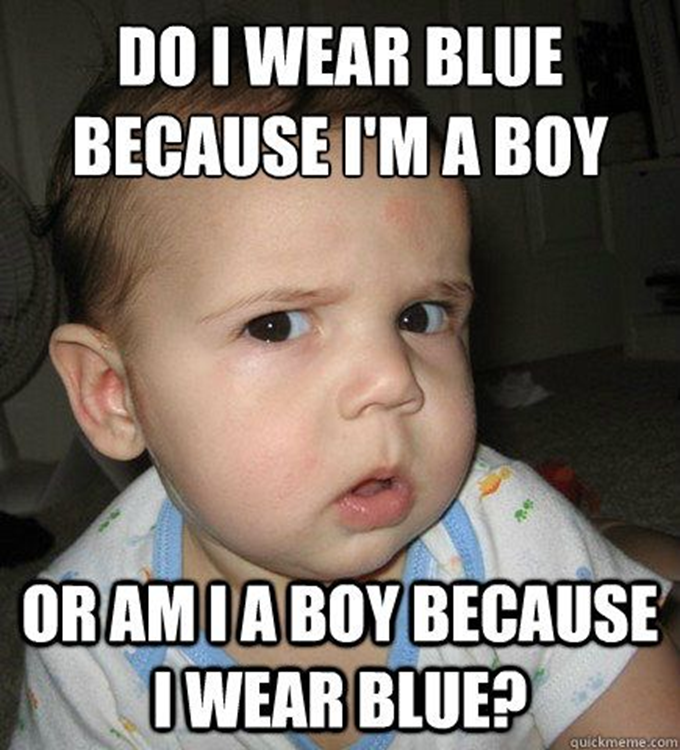 DO I WEAR BLUE
BECAUSE I'M A BOY
OR AM I A BOY BECAUSE
I WEAR BLUE?
quickmeme.com